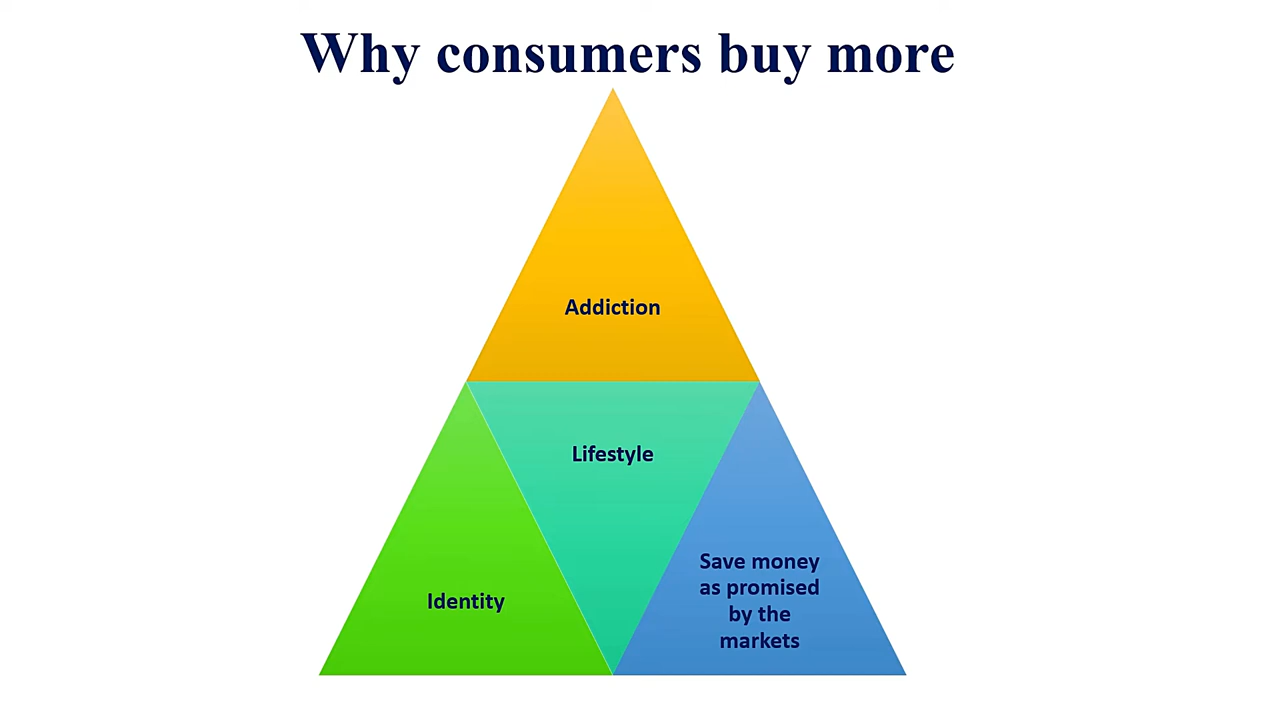 Why consumers buy more
Addiction
Lifestyle
Identity
Save money
as promised
by the
markets